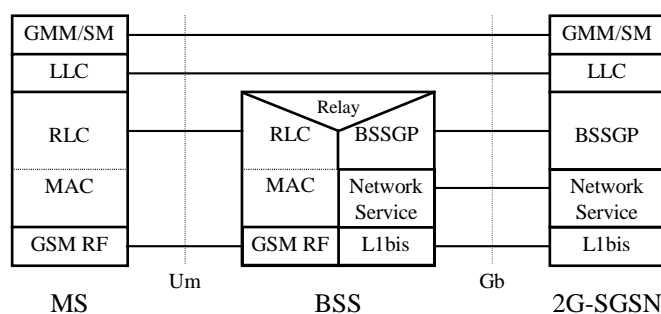 GMM/SM
LLC
RLC
MAC
GSM RF
MS
Um
Relay
RLC
BSSGP
MAC
Network
Service
GSM RF
L1bis
BSS
Gb
GMM/SM
LLC
BSSGP
Network
Service
L1bis
2G-SGSN